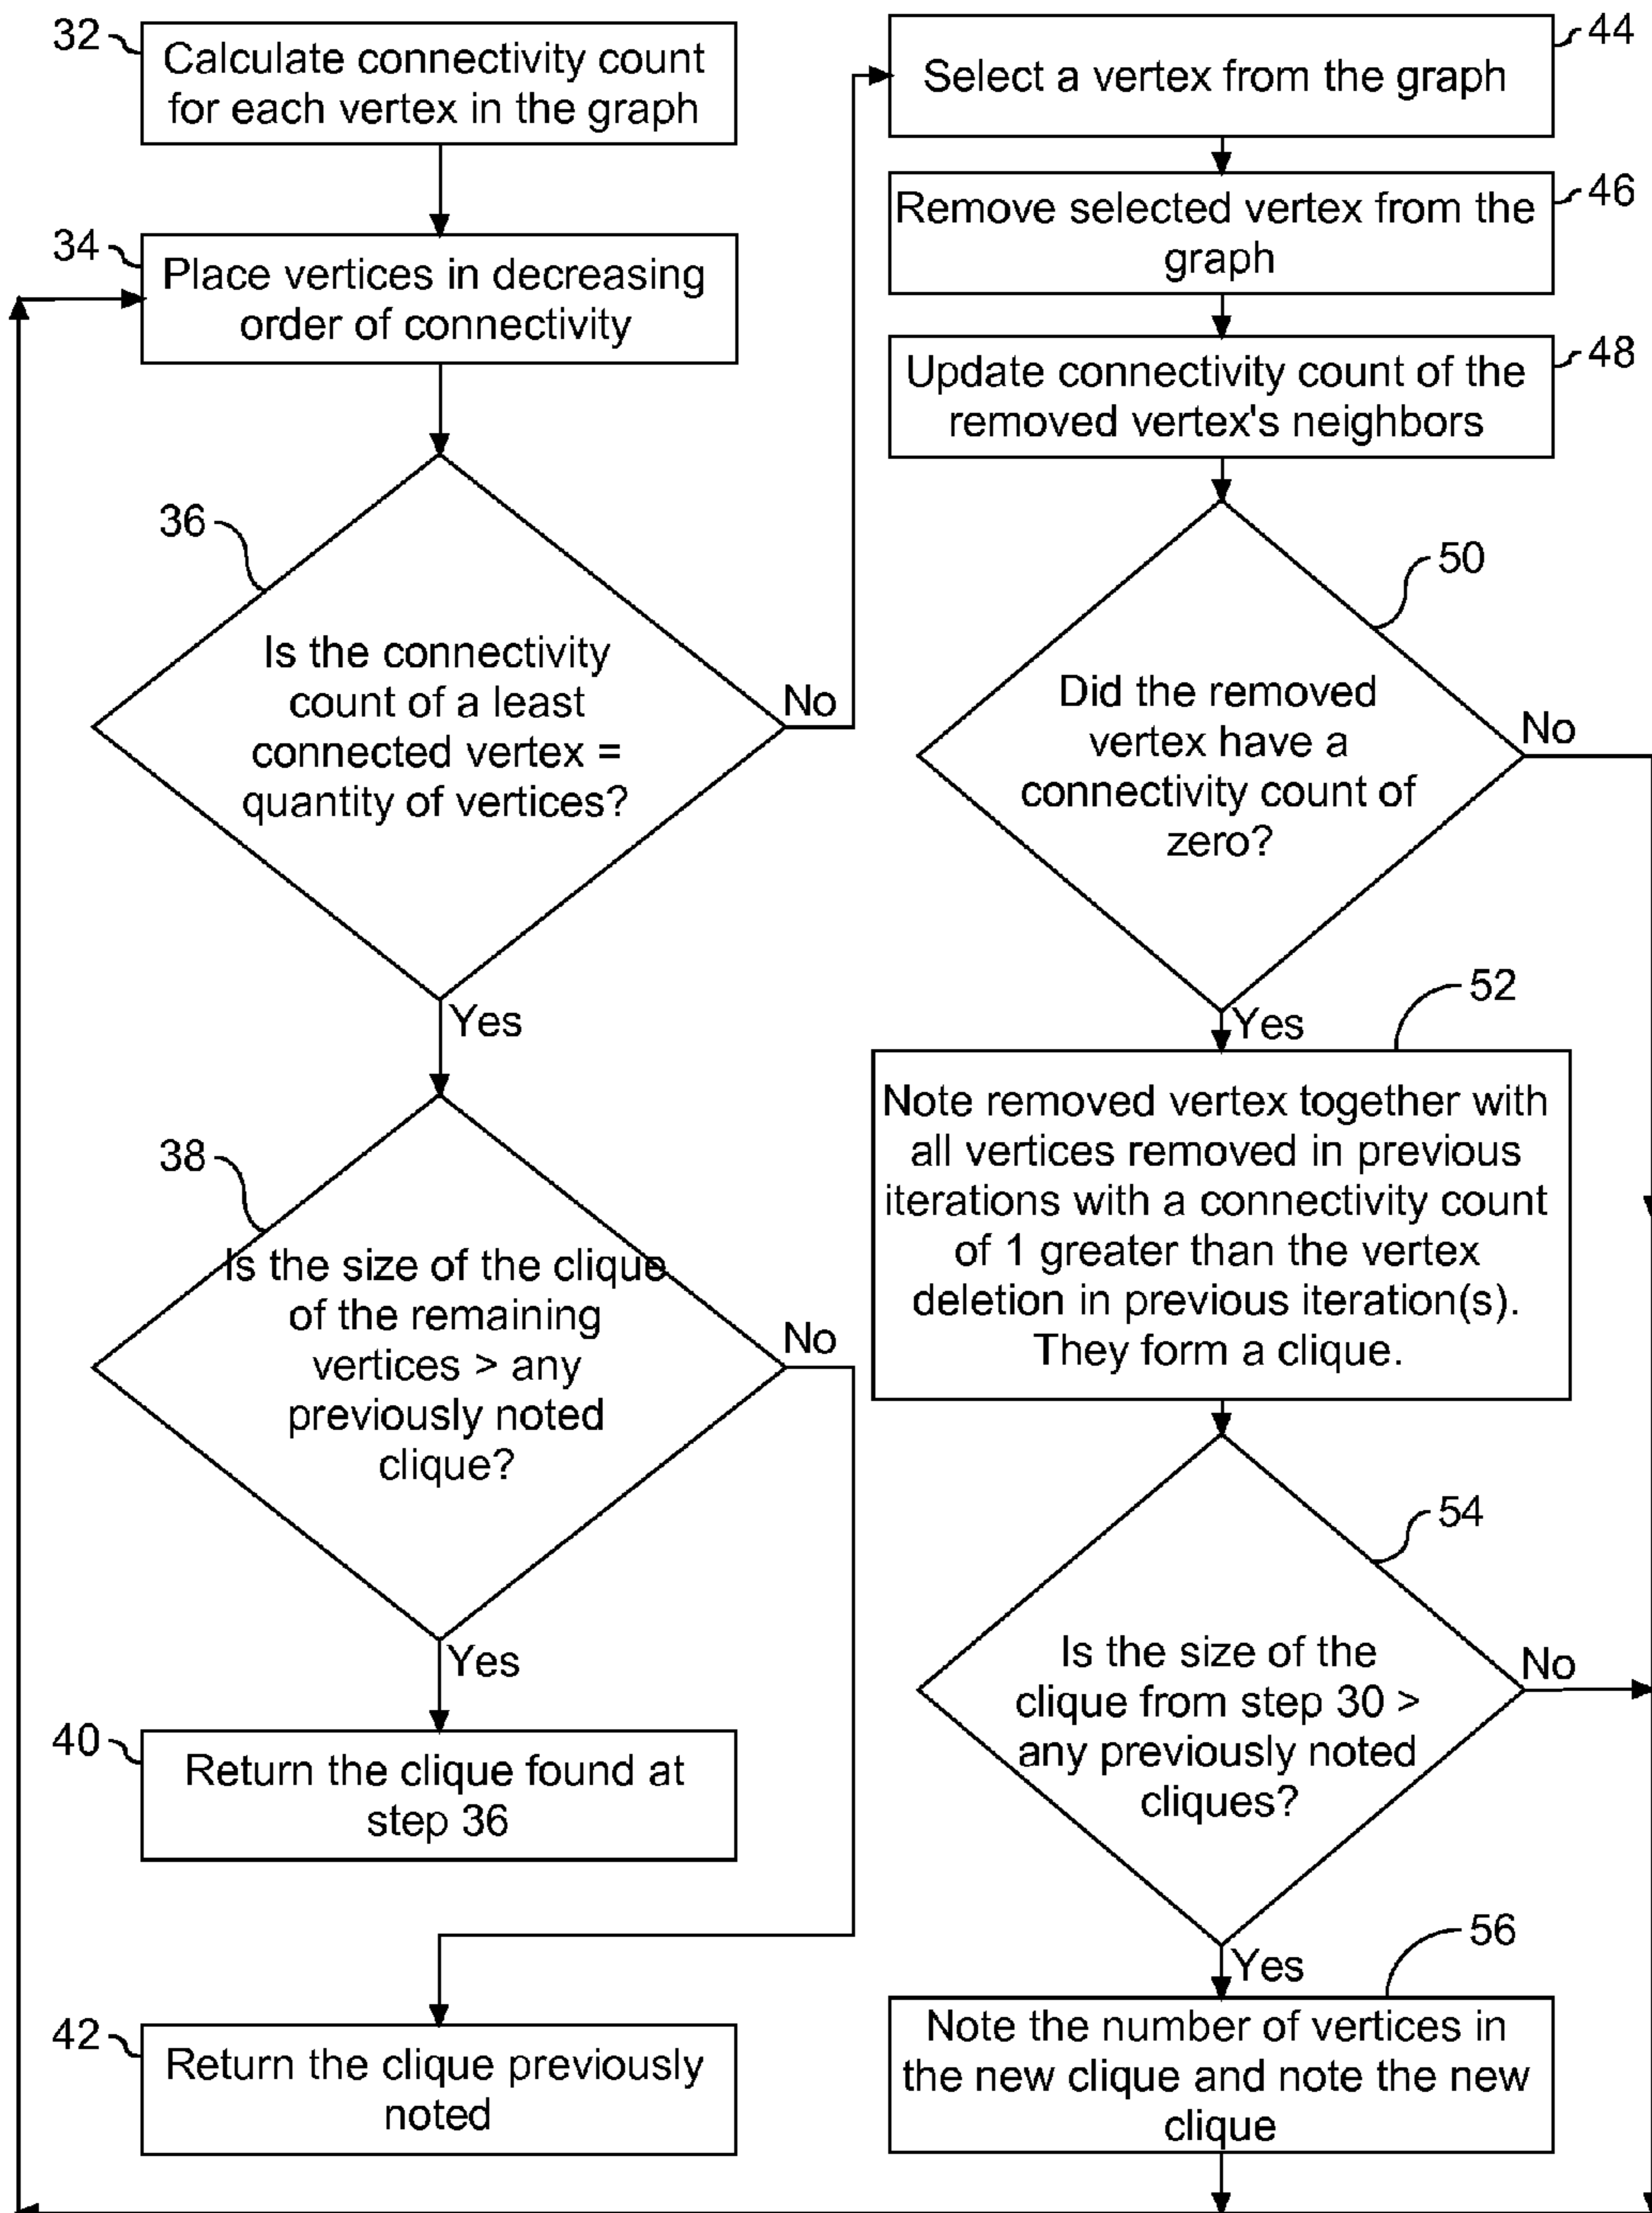 32
Calculate connectivity count
for each vertex in the graph
34
Place vertices in decreasing
order of connectivity
36
Is the connectivity
count of a least
connected vertex =
quantity of vertices?
No
Yes
38
Is the size of the clique
of the remaining
vertices > any
previously noted
clique?
No
Yes
40
Return the clique found at
step 36
42
Return the clique previously
noted
44
Select a vertex from the graph
46
Remove selected vertex from the
graph
48
Update connectivity count of the
removed vertex's neighbors
50
Did the removed
vertex have a
connectivity count of
zero?
No
Yes
52
Note removed vertex together with
all vertices removed in previous
iterations with a connectivity count
of 1 greater than the vertex
deletion in previous iteration(s).
They form a clique.
54
Is the size of the
clique from step 30 >
any previously noted
cliques?
No
Yes
56
Note the number of vertices in
the new clique and note the new
clique